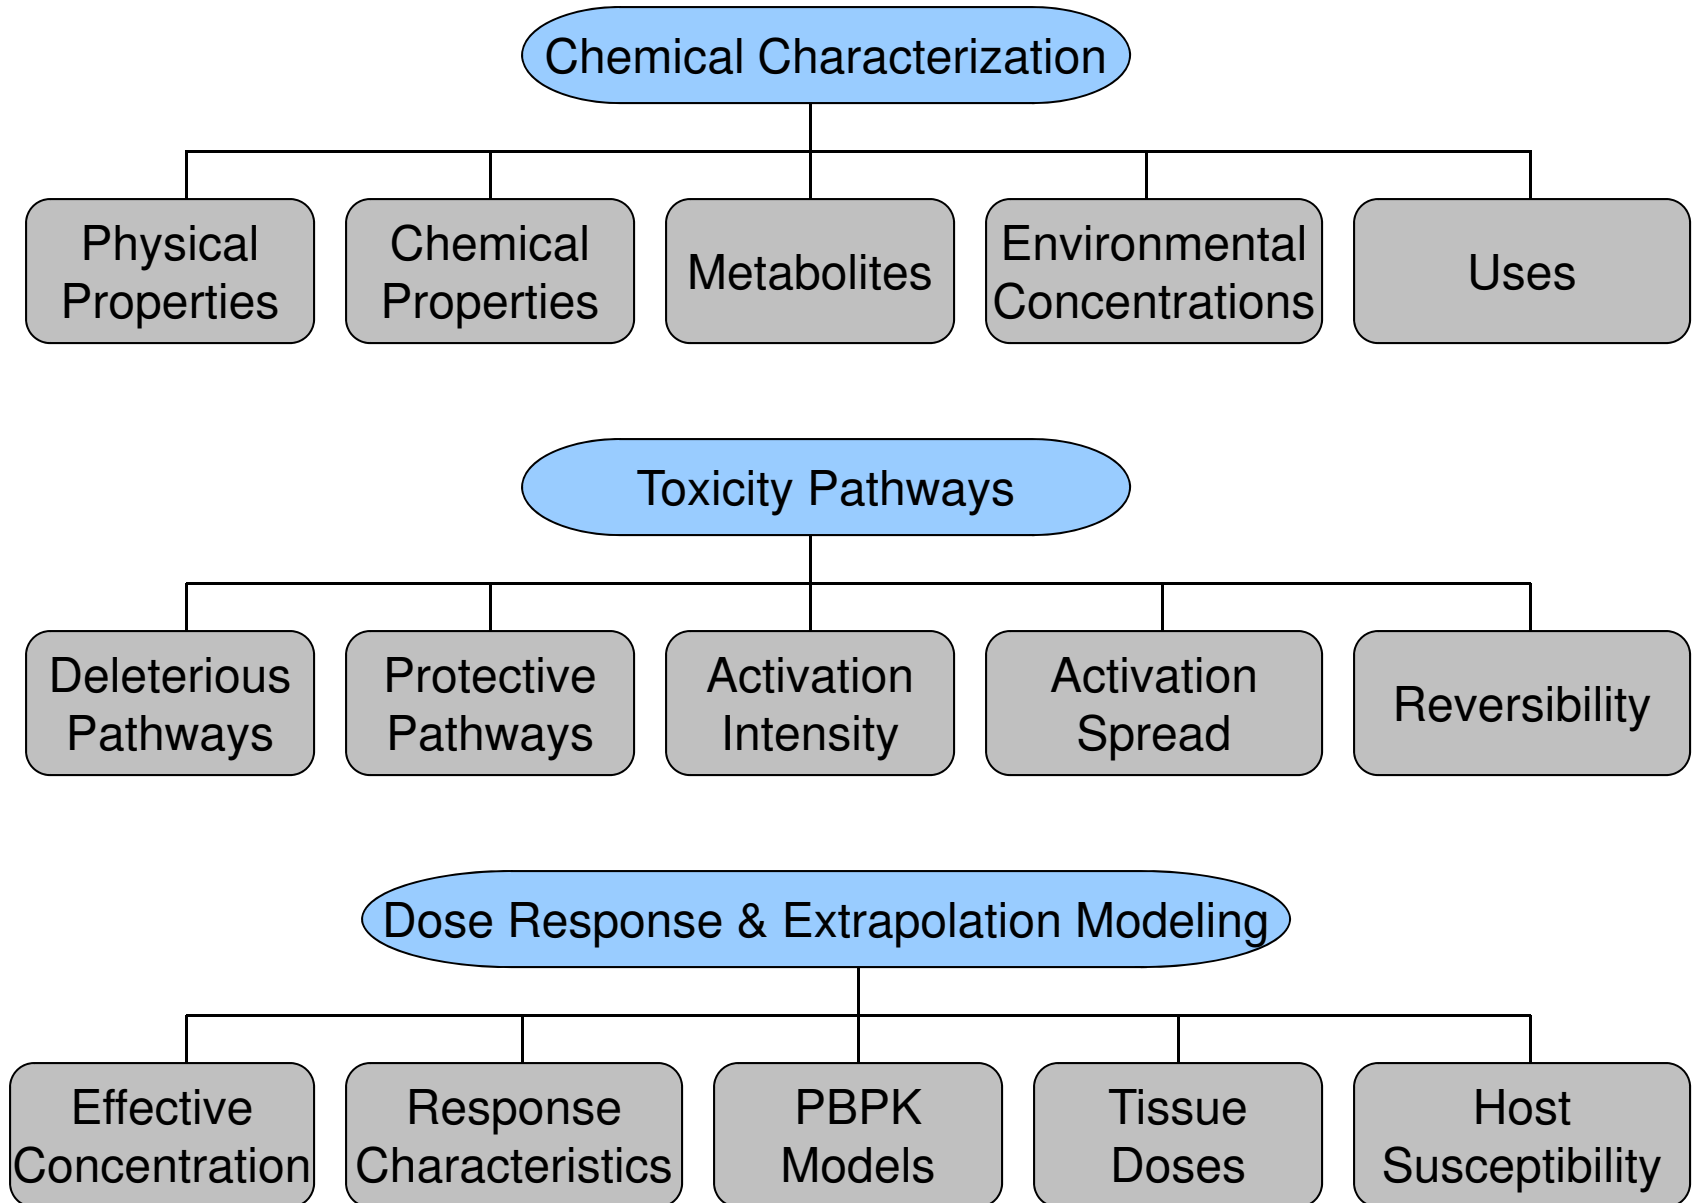 Chemical Characterization
Physical
Properties
Chemical
Properties
Metabolites
Environmental
Concentrations
Uses
Toxicity Pathways
Deleterious
Pathways
Protective
Pathways
Activation
Intensity
Activation
Spread
Reversibility
Dose Response & Extrapolation Modeling
Effective
Concentration
Response
Characteristics
PBPK
Models
Tissue
Doses
Host
Susceptibility